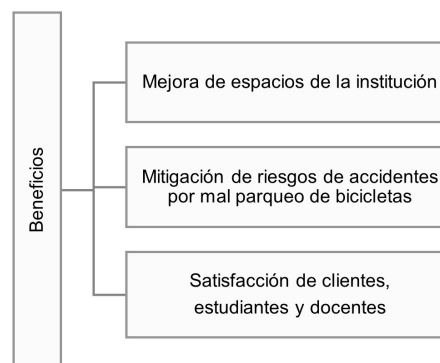 Beneficios
Mejora de espacios de la institución
Mitigación de riesgos de accidentes
por mal parqueo de bicicletas
Satisfacción de clientes,
estudiantes y docentes